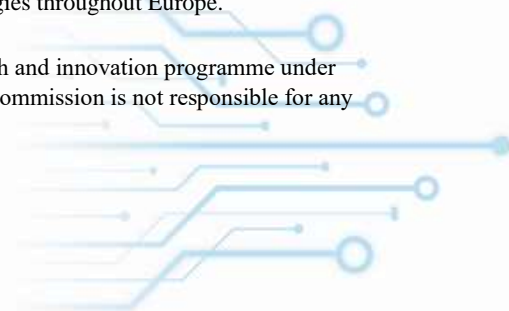 gies throughout Europe.
h and innovation programme under
ommission is not responsible for any